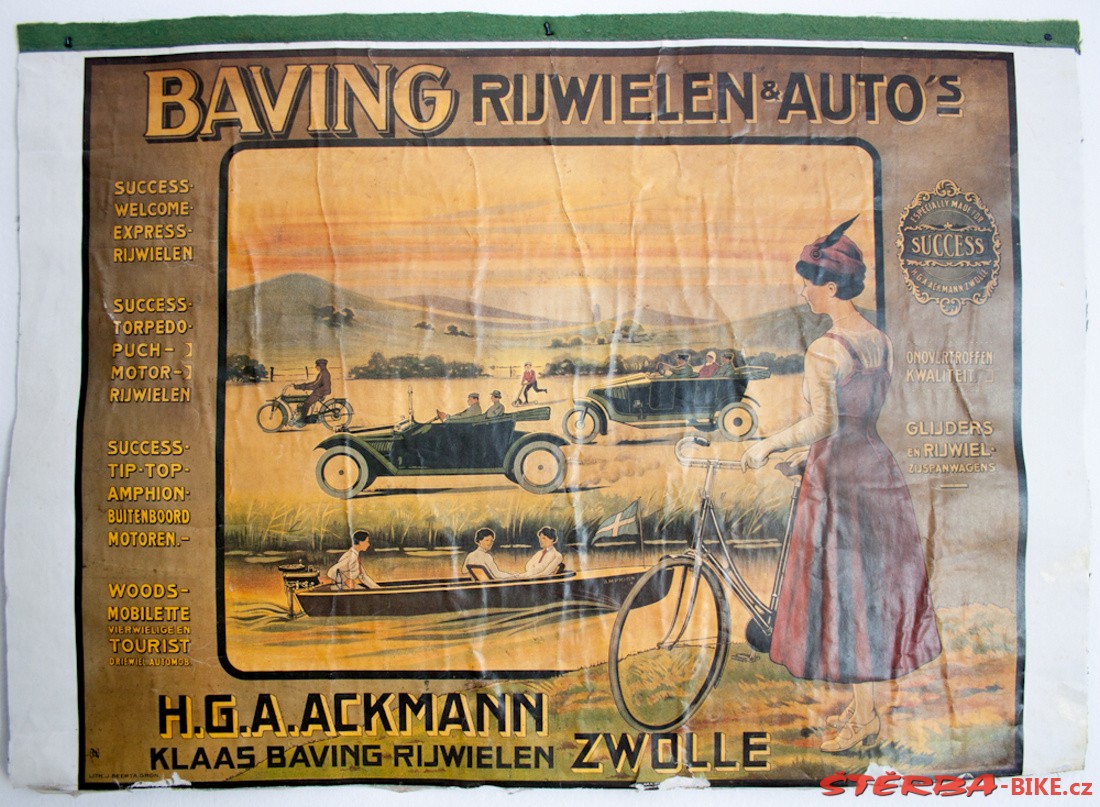 BAVING RIJWIELEN & AUTO'S
SUCCESS-
WELCOME-
EXPRESS-
RIJWIELEN
SUCCESS-
TORPEDO-
PUCH-
MOTOR-
RIJWIELEN
SUCCESS-
TIP-TOP-
AMPHION-
BUITENBOORD
MOTOREN.-
WOODS-
MOBILETTE
VIERWIELIGE EN
TOURIST
DRIEWIEL.AUTOMOB.
ESPECIALLY MADE FOR
SUCCESS
H.G.A.ACKMANN ZWOLLE
ONOVERTROFFEN
KWALITEIT
GLIJDERS
EN RIJWIEL-
ZIJSPANWAGENS
AMPHION
H.G.A.ACKMANN
KLAAS BAVING RIJWIELEN ZWOLLE
STERBA-BIKE.cz